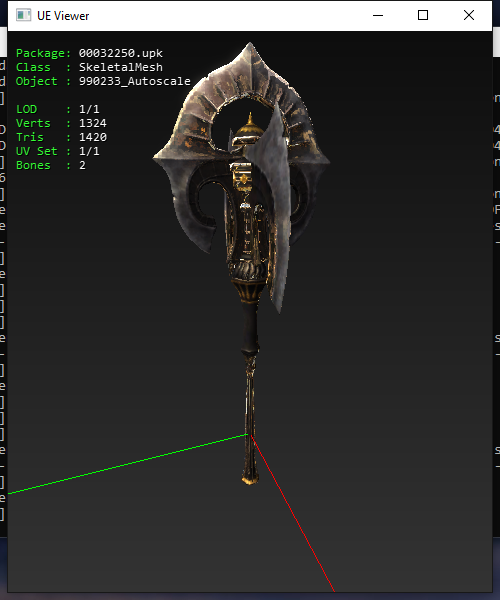 UE Viewer
Package: 00032250.upk
Class  : SkeletalMesh
Object : 990233_Autoscale
LOD    : 1/1
Verts  : 1324
Tris   : 1420
UV Set : 1/1
Bones  : 2